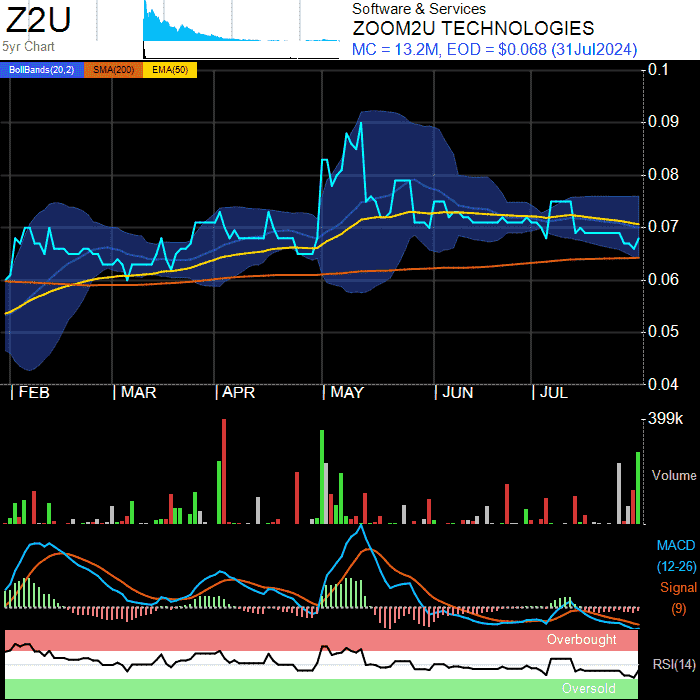 Z2U
5yr Chart
Software & Services
ZOOM2U TECHNOLOGIES
MC = 13.2M, EOD = $0.068 (31Jul2024)
BollBands(20,2) SMA(200) EMA(50)
0.1
0.09
0.08
0.07
0.06
0.05
0.04
| FEB | MAR | APR | MAY | JUN | JUL
399k
Volume
MACD
(12-26)
Signal
(9)
Overbought
RSI(14)
Oversold